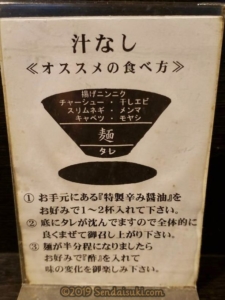 汁なし
≪オススメの食べ方≫
揚げニンニク
チャーシュー・干しエビ
スリムネギ・メンマ
キャベツ・モヤシ
麺
タレ
①お手元にある『特製辛み醤油』を
お好みで1〜2杯入れて下さい。
②底にタレが沈んでますので全体的に
良くまぜて御召し上がり下さい。
③麺が半分程になりましたら
お好みで『酢』を入れて
味の変化を御楽しみ下さい。
©2019 Sendaitsuki.com